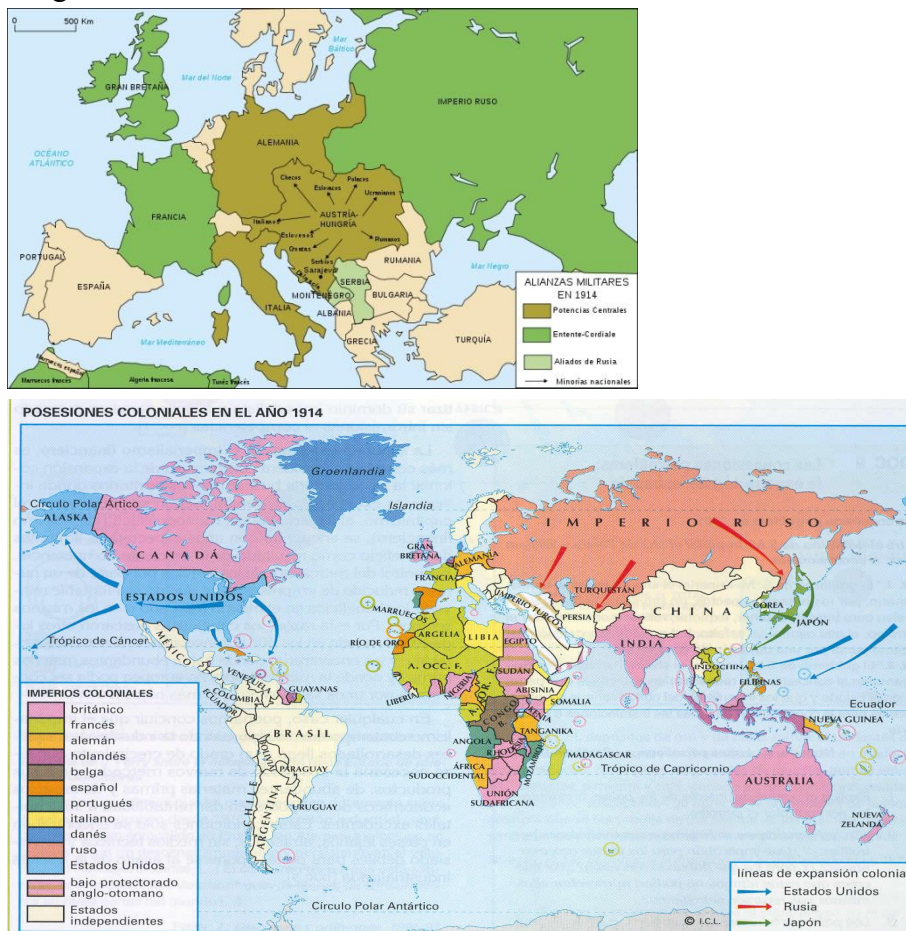 0 500 Km
Mar
Báltico
Mar del Norte
GRAN BRETAÑA
IMPERIO RUSO
ALEMANIA
OCÉANO
ATLÁNTICO
Checos
Eslovacos
Polacos
Ucranianos
FRANCIA
AUSTRIA-
HUNGRÍA
Italianos
Eslovenos
Croatas
Rumanos
Serbios
Sarajevo
Dalmacia
RUMANIA
PORTUGAL
ESPAÑA
ITALIA
MONTENEGRO
SERBIA
BULGARIA
ALBANIA
GRECIA
Mar Negro
TURQUÍA
Mar Mediterráneo
Marruecos español
Marruecos francés
Argelia francesa
Tunez francés
ALIANZAS MILITARES
EN 1914
Potencias Centrales
Entente-Cordiale
Aliados de Rusia
Minorías nacionales
POSESIONES COLONIALES EN EL AÑO 1914
Groenlandia
Islandia
Círculo Polar Ártico
ALASKA
CANADÁ
ESTADOS UNIDOS
Trópico de Cáncer
MÉXICO
VENEZUELA
GUAYANAS
COLOMBIA
ECUADOR
BRASIL
BOLIVIA
PARAGUAY
URUGUAY
CHILE
ARGENTINA
GRAN
BRETAÑA
ALEMANIA
FRANCIA
IMPERIO RUSO
IMPERIO TURCO
TURQUESTÁN
PERSIA
CHINA
COREA
JAPÓN
INDIA
INDOCHINA
FILIPINAS
MARRUECOS
RÍO DE ORO
ARGELIA
LIBIA
EGIPTO
A. OCC. F.
SUDÁN
ABISINIA
SOMALIA
LIBERIA
NIGERIA
CONGO
B.
KENIA
TANGANIKA
ANGOLA
RHODESIA
MOZAMBIQUE
MADAGASCAR
ÁFRICA
SUDOCCIDENTAL
UNIÓN
SUDAFRICANA
Ecuador
NUEVA GUINEA
Trópico de Capricornio
AUSTRALIA
NUEVA
ZELANDA
Círculo Polar Antártico
© I.C.L.
IMPERIOS COLONIALES
británico
francés
alemán
holandés
belga
español
portugués
italiano
danés
ruso
Estados Unidos
bajo protectorado
anglo-otomano
Estados
independientes
líneas de expansión colonia
Estados Unidos
Rusia
Japón